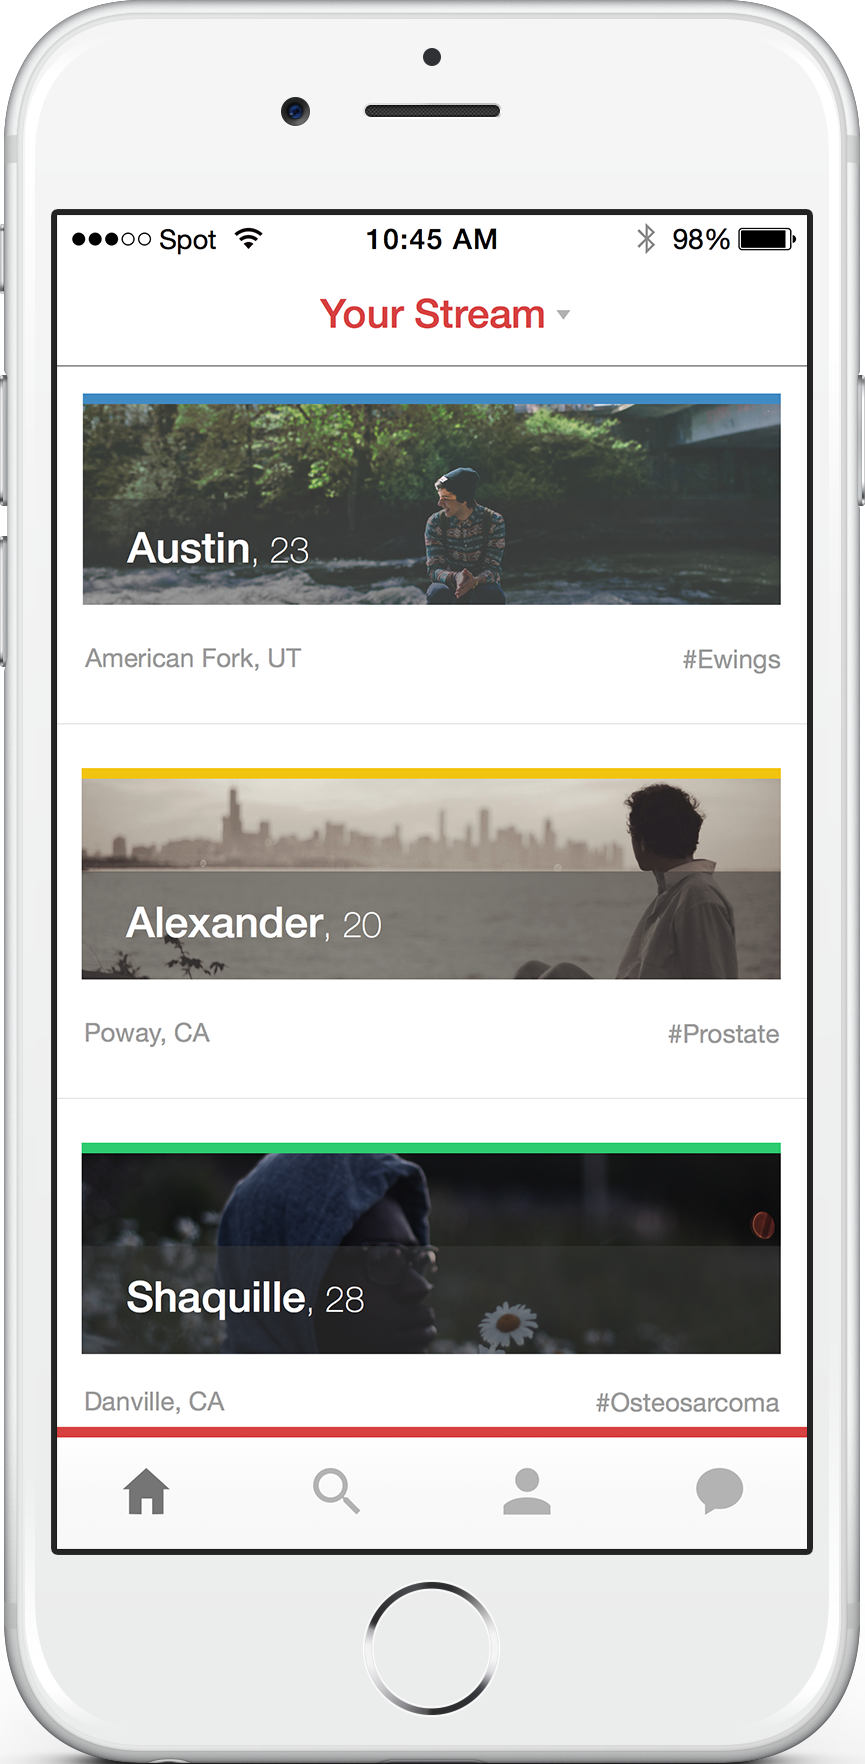 Spot 10:45 AM 98%
Your Stream
Austin, 23
American Fork, UT #Ewings
Alexander, 20
Poway, CA #Prostate
Shaquille, 28
Danville, CA #Osteosarcoma